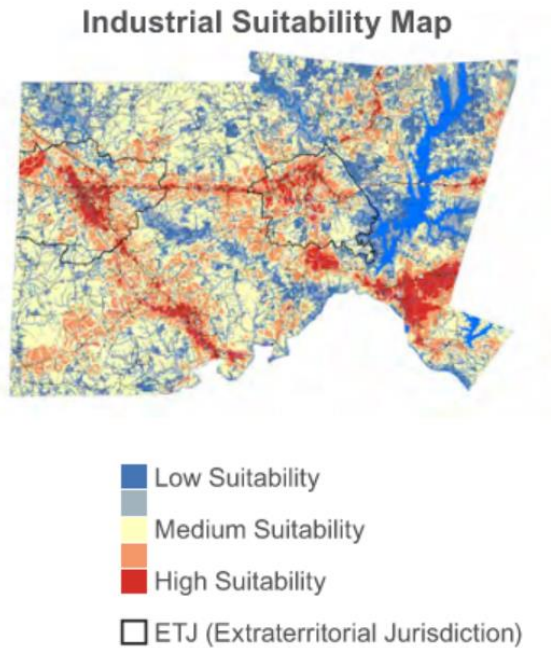 Industrial Suitability Map
Low Suitability
Medium Suitability
High Suitability
ETJ (Extraterritorial Jurisdiction)